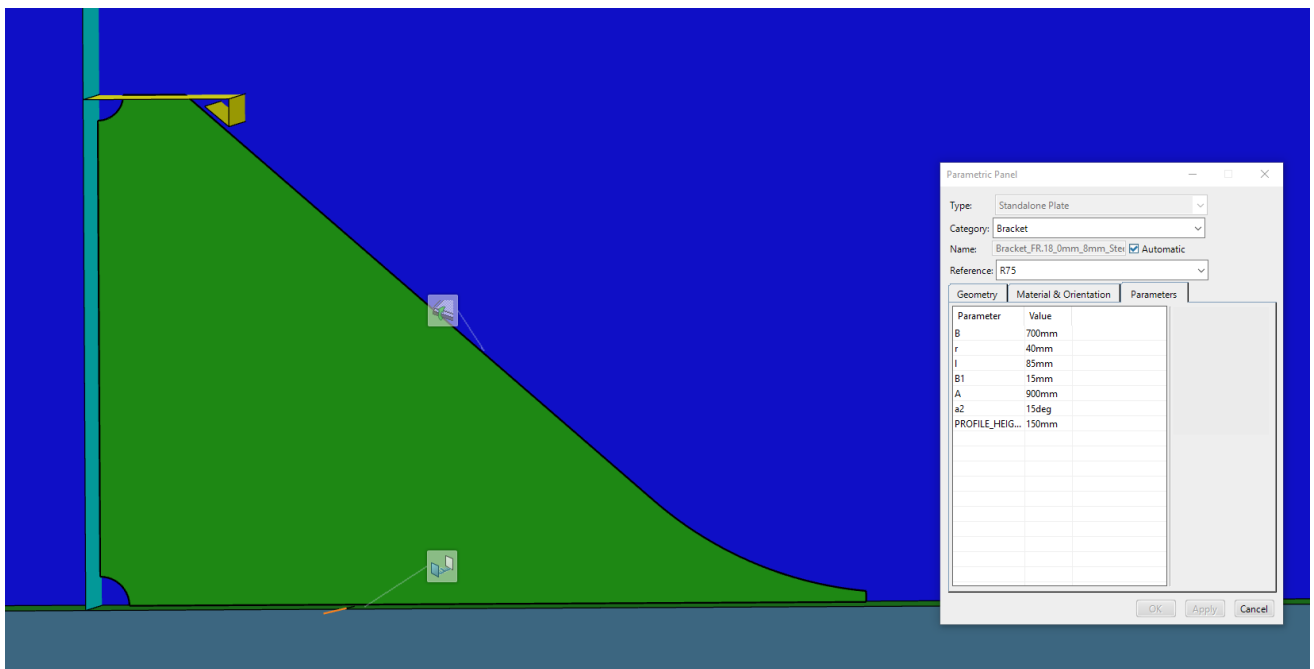 Parametric Panel
Type: Standalone Plate
Category: Bracket
Name: Bracket_FR.18_0mm_8mm_Stee Automatic
Reference: R75
Geometry Material & Orientation Parameters
Parameter Value
B 700mm
r 40mm
l 85mm
B1 15mm
A 900mm
a2 15deg
PROFILE_HEIG... 150mm
OK Apply Cancel